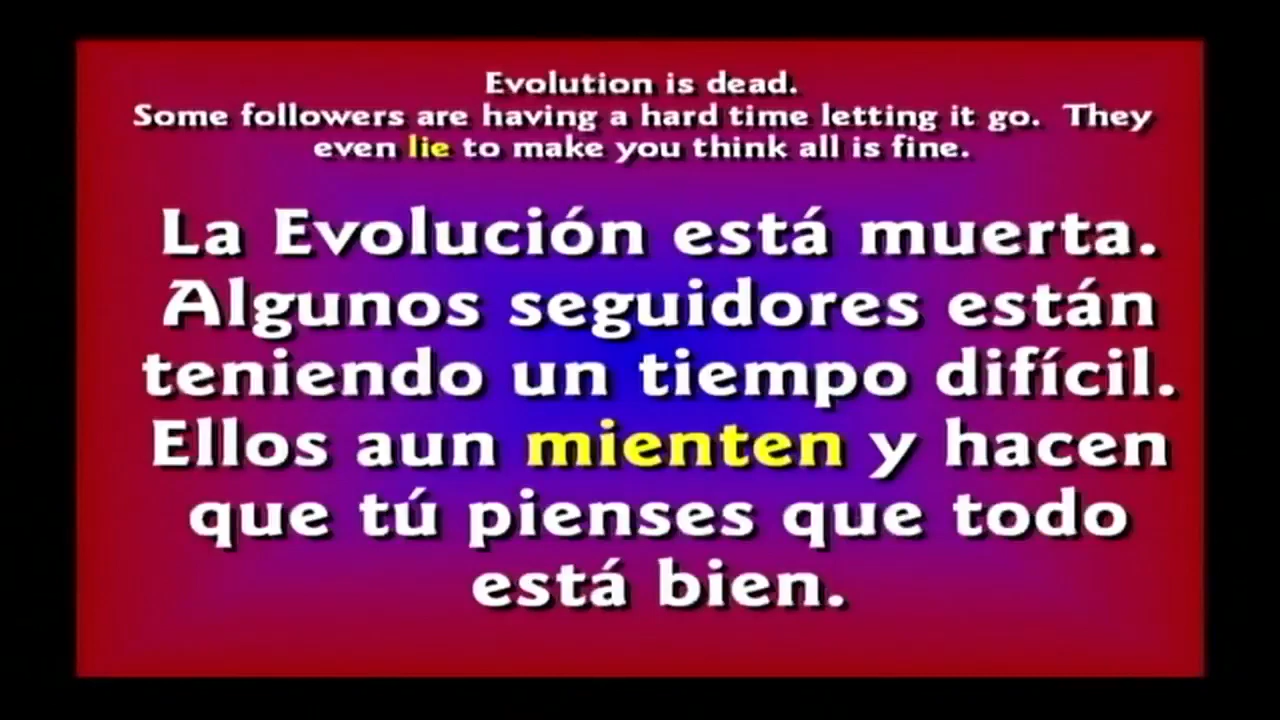 Evolution is dead.
Some followers are having a hard time letting it go. They
even lie to make you think all is fine.
La Evolución está muerta.
Algunos seguidores están
teniendo un tiempo difícil.
Ellos aun mienten y hacen
que tú pienses que todo
está bien.